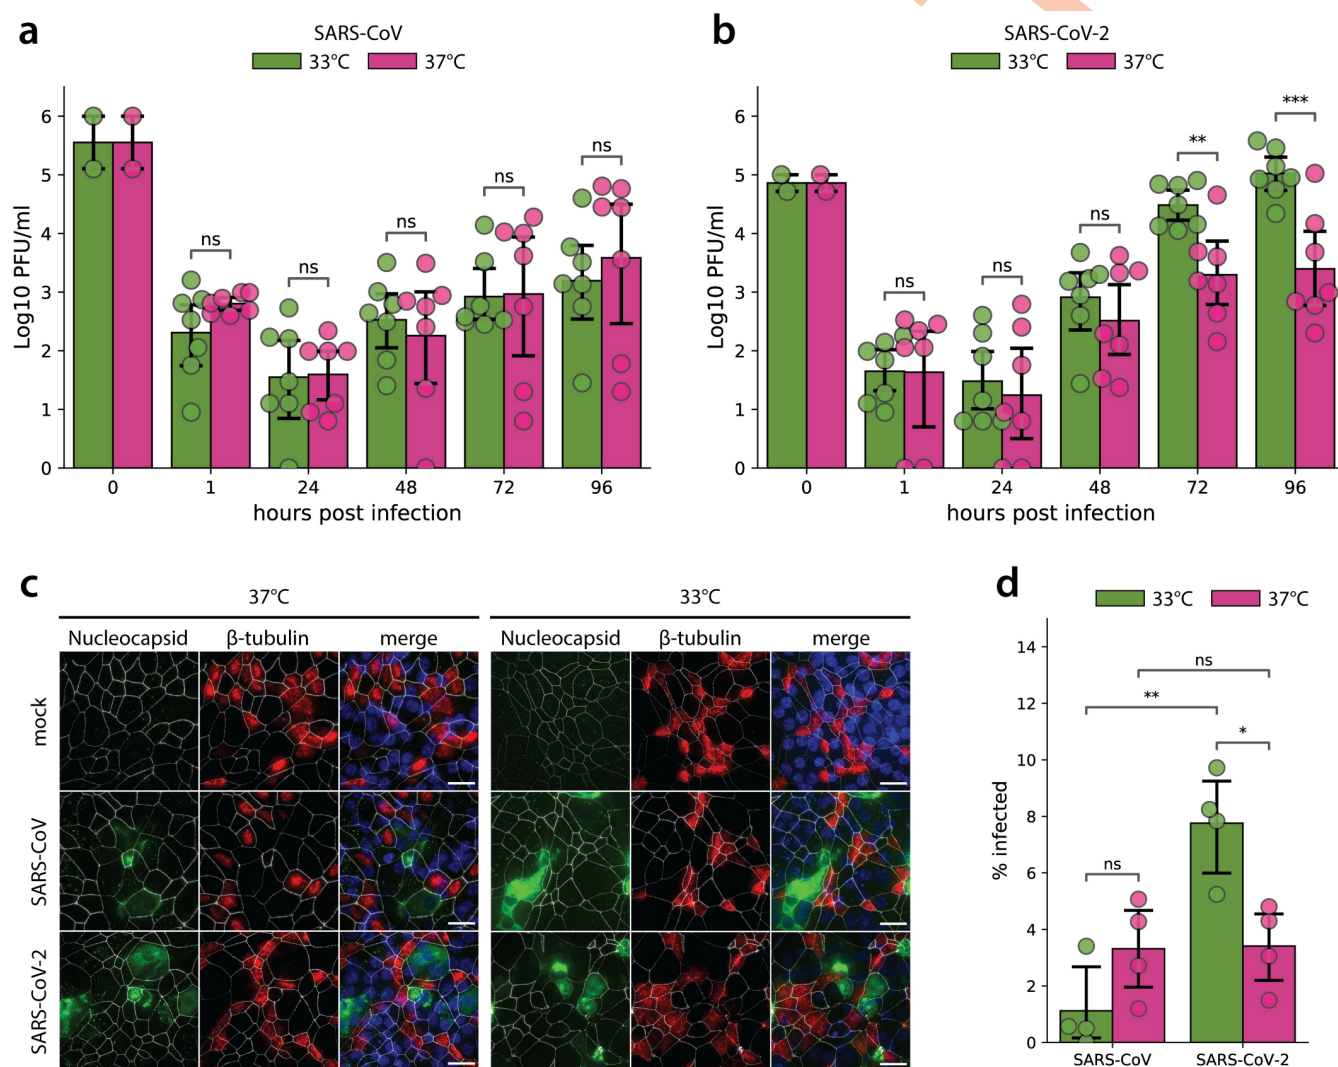 a
SARS-CoV
33°C 37°C
Log10 PFU/ml
6
5
4
3
2
1
0
ns
ns
ns
ns
ns
0 1 24 48 72 96
hours post infection
b
SARS-CoV-2
33°C 37°C
Log10 PFU/ml
6
5
4
3
2
1
0
ns
ns
ns
**
***
0 1 24 48 72 96
hours post infection
c
37°C 33°C
Nucleocapsid β-tubulin merge Nucleocapsid β-tubulin merge
mock
SARS-CoV
SARS-CoV-2
d
33°C 37°C
% infected
14
12
10
8
6
4
2
0
ns
**
*
ns
SARS-CoV SARS-CoV-2